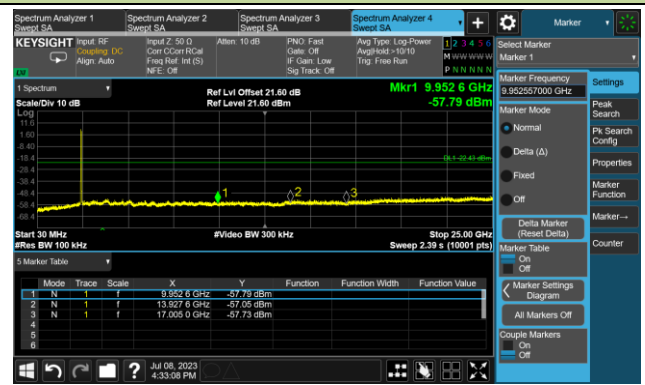 Spectrum Analyzer 1
Swept SA
Spectrum Analyzer 2
Swept SA
Spectrum Analyzer 3
Swept SA
Spectrum Analyzer 4
Swept SA
Marker
KEYSIGHT
Input: RF
Coupling: DC
Align: Auto
Input Z: 50 Ω
Corr CCorr RCal
Freq Ref: Int (S)
NFE: Off
Atten: 10 dB
PNO: Fast
Gate: Off
IF Gain: Low
Sig Track: Off
Avg Type: Log-Power
Avg|Hold:>10/10
Trig: Free Run
1 2 3 4 5 6
M W W W W W
P N N N N N
LXI
Select Marker
Marker 1
1 Spectrum
Scale/Div 10 dB
Log
Ref Lvl Offset 21.60 dB
Ref Level 21.60 dBm
Mkr1 9.952 6 GHz
-57.79 dBm
11.6
1.60
-8.40
-18.4
-28.4
-38.4
-48.4
-58.4
-68.4
DL1 -22.43 dBm
1
2
3
Start 30 MHz
#Res BW 100 kHz
#Video BW 300 kHz
Stop 25.00 GHz
Sweep 2.39 s (10001 pts)
5 Marker Table
Mode Trace Scale X Y Function Function Width Function Value
1 N 1 f 9.952 6 GHz -57.79 dBm
2 N 1 f 13.927 6 GHz -57.05 dBm
3 N 1 f 17.005 0 GHz -57.73 dBm
4
5
6
Marker Frequency
9.952557000 GHz
Marker Mode
Normal
Delta (Δ)
Fixed
Off
Delta Marker
(Reset Delta)
Marker Table
On
Off
Marker Settings
Diagram
All Markers Off
Couple Markers
On
Off
Settings
Peak
Search
Pk Search
Config
Properties
Marker
Function
Marker→
Counter
?
Jul 08, 2023
4:33:08 PM